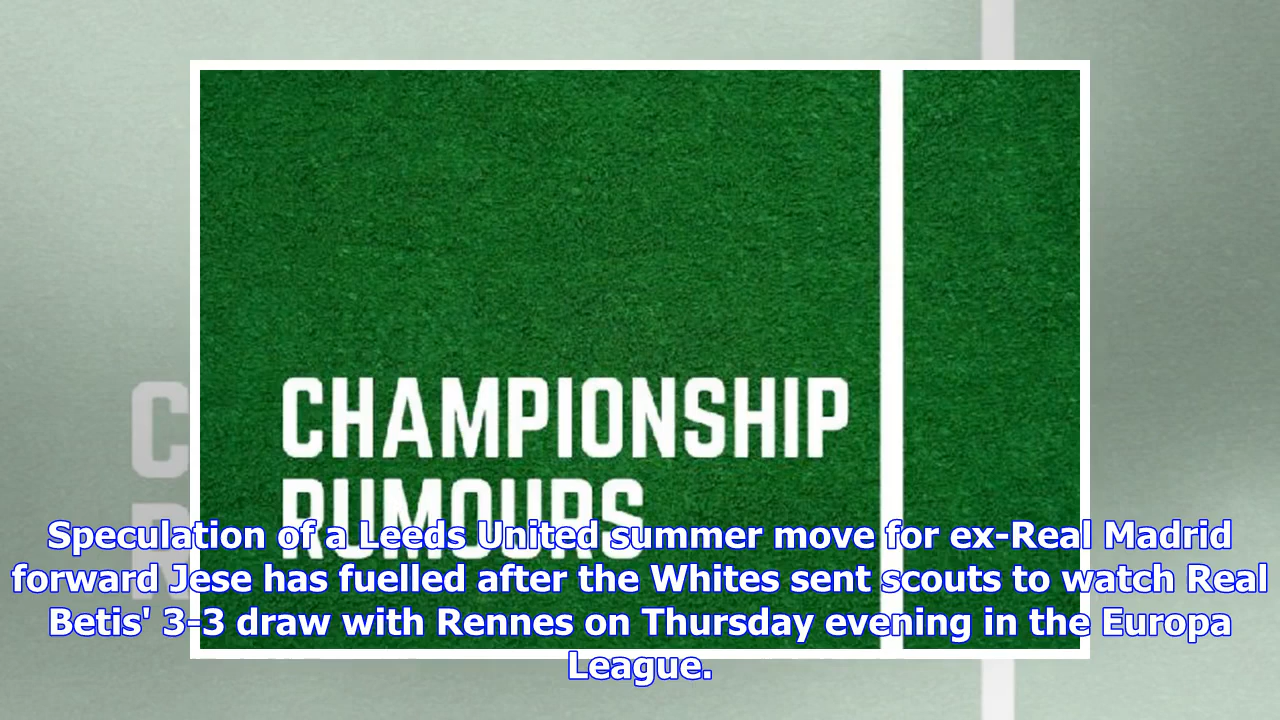 CHAMPIONSHIP
RUMOURS
Speculation of a Leeds United summer move for ex-Real Madrid
forward Jese has fuelled after the Whites sent scouts to watch Real
Betis' 3-3 draw with Rennes on Thursday evening in the Europa
League.